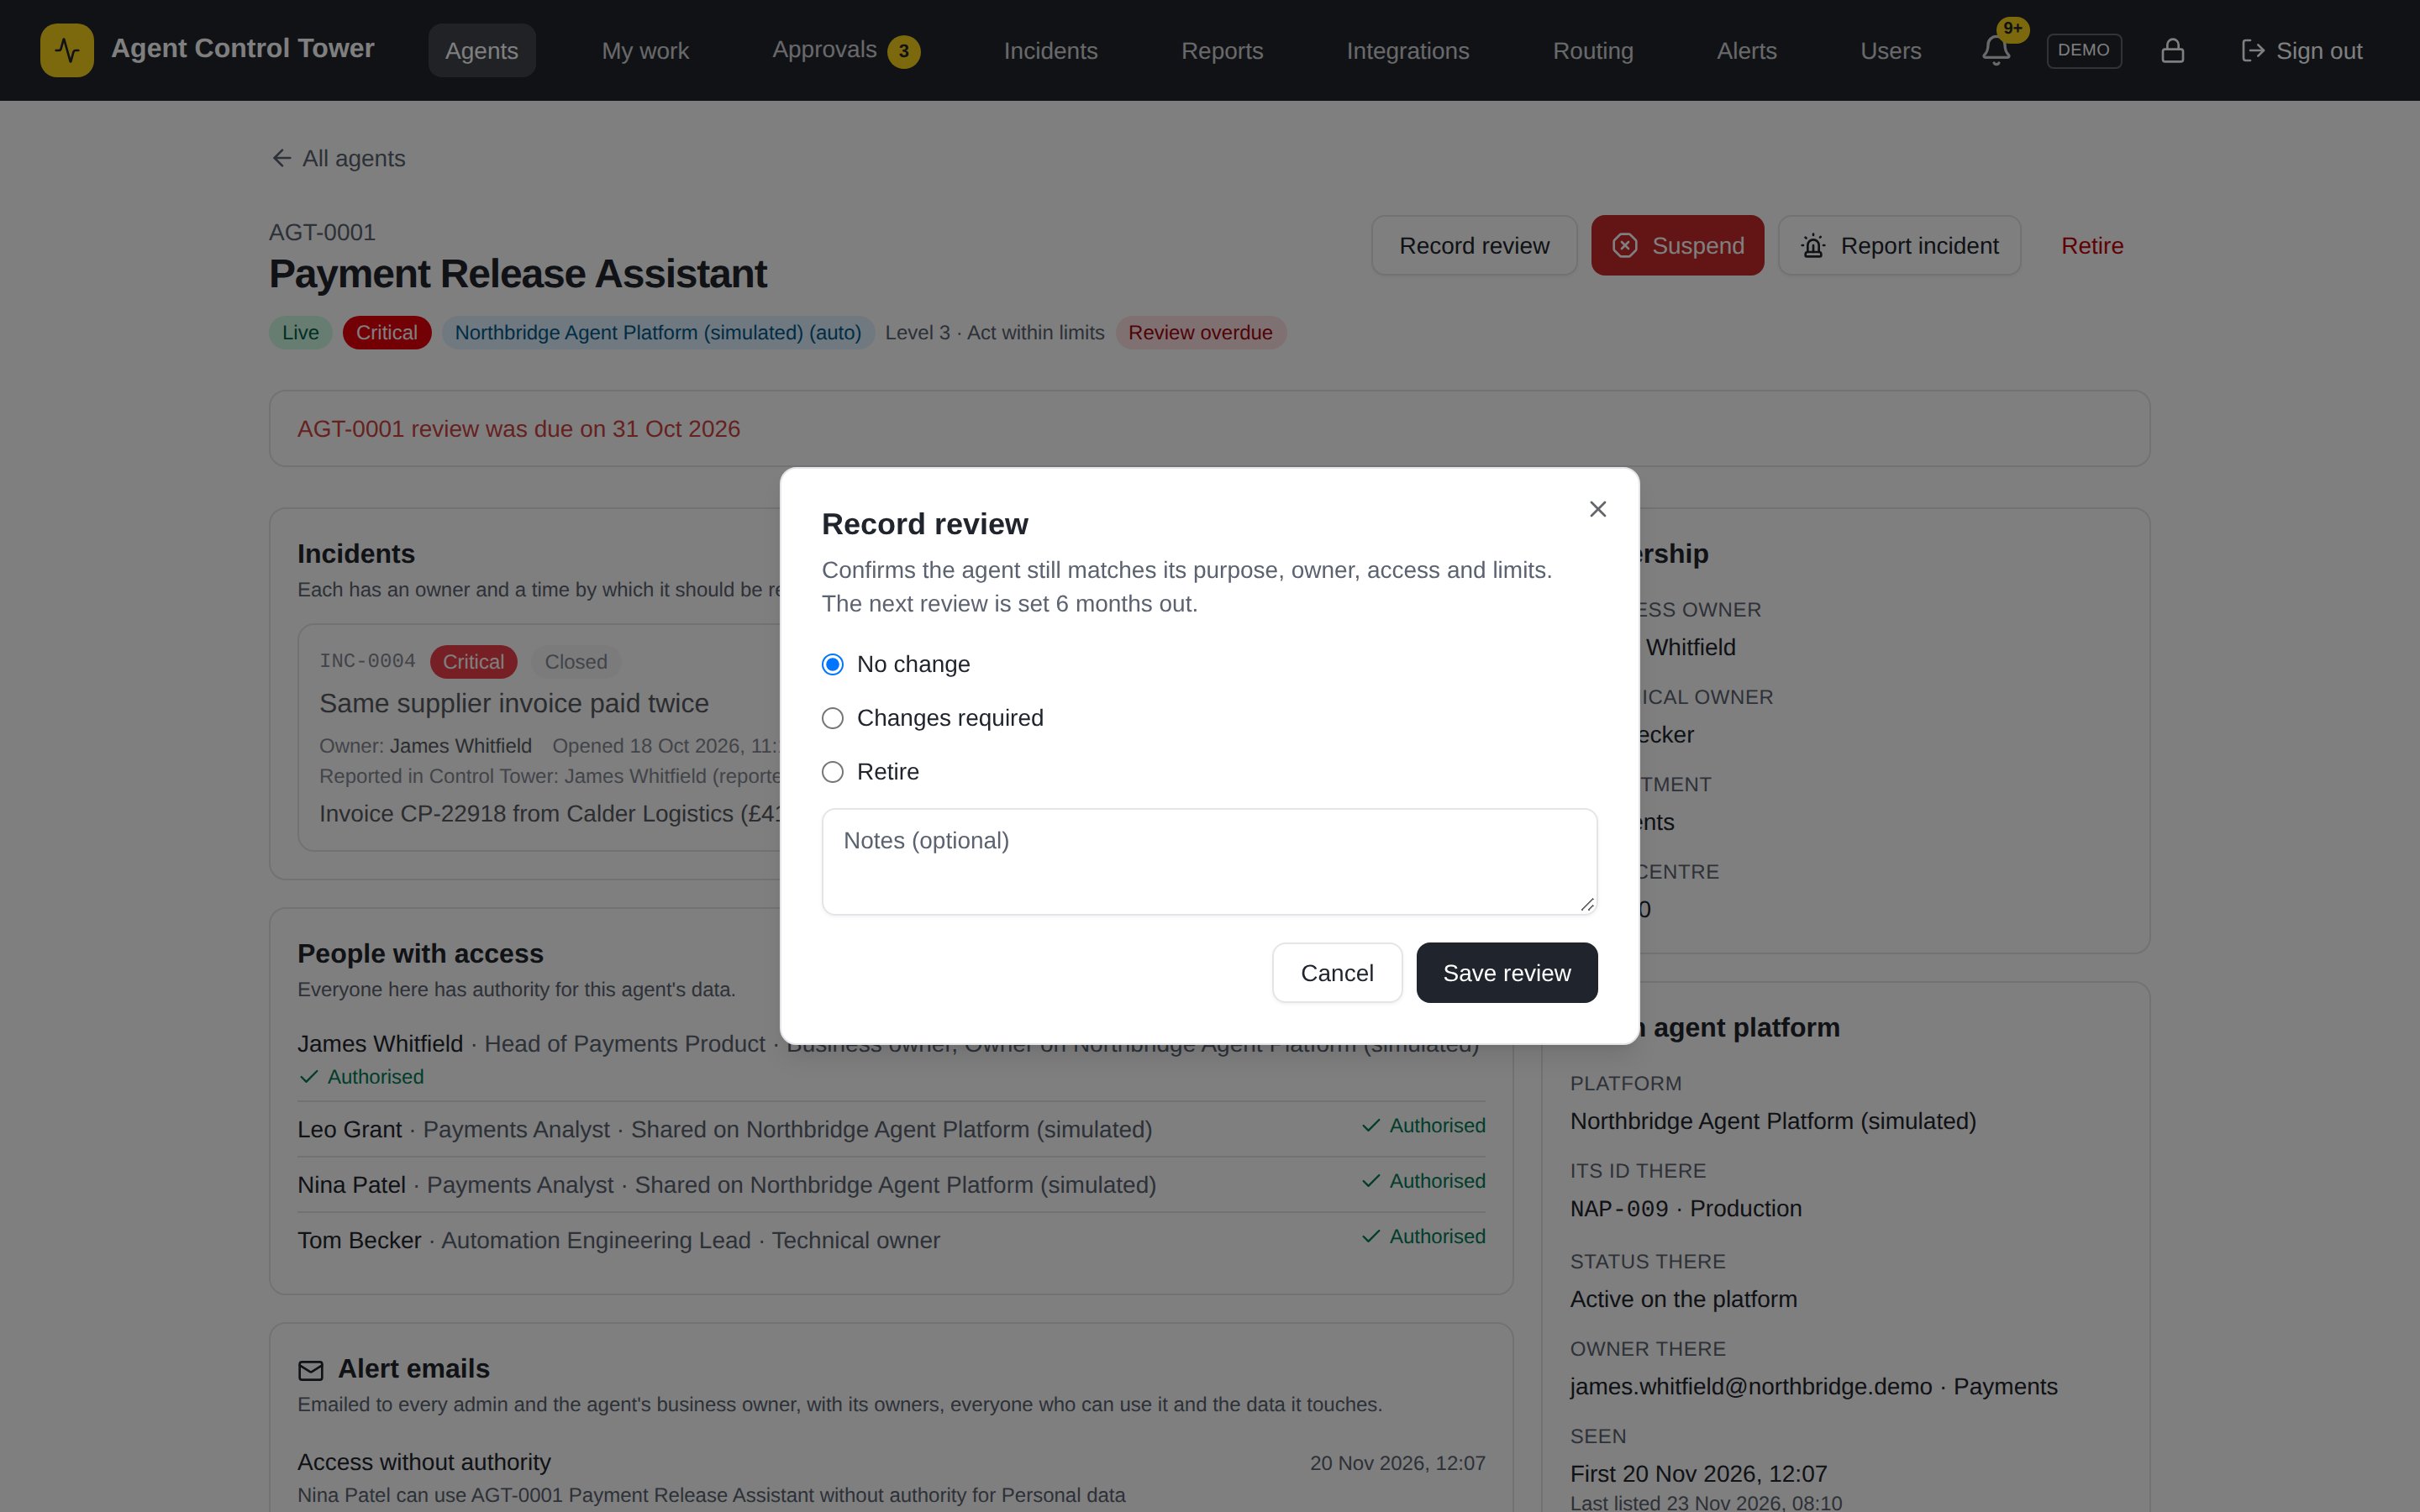 Agent Control Tower
Agents
My work
Approvals 3
Incidents
Reports
Integrations
Routing
Alerts
Users
9+
DEMO
Sign out
All agents
AGT-0001
Payment Release Assistant
Record review
Suspend
Report incident
Retire
Live
Critical
Northbridge Agent Platform (simulated) (auto)
Level 3 · Act within limits
Review overdue
AGT-0001 review was due on 31 Oct 2026
Incidents
Each has an owner and a time by which it should be
INC-0004 Critical Closed
Same supplier invoice paid twice
Owner: James Whitfield Opened 18 Oct 2026, 11:
Reported in Control Tower: James Whitfield
Invoice CP-22918 from Calder Logistics
People with access
Everyone here has authority for this agent's data.
James Whitfield · Head of Payments Product · Business owner, Owner on Northbridge Agent Platform (simulated)
Authorised
Leo Grant · Payments Analyst · Shared on Northbridge Agent Platform (simulated)
Authorised
Nina Patel · Payments Analyst · Shared on Northbridge Agent Platform (simulated)
Authorised
Tom Becker · Automation Engineering Lead · Technical owner
Authorised
Alert emails
Emailed to every admin and the agent's business owner, with its owners, everyone who can use it and the data it touches.
Access without authority
20 Nov 2026, 12:07
Nina Patel can use AGT-0001 Payment Release Assistant without authority for Personal data
Record review
Confirms the agent still matches its purpose, owner, access and limits.
The next review is set 6 months out.
No change
Changes required
Retire
Notes (optional)
Cancel
Save review
OWNER
Whitfield
OWNER
CENTRE
agent platform
PLATFORM
Northbridge Agent Platform (simulated)
ITS ID THERE
NAP-009 · Production
STATUS THERE
Active on the platform
OWNER THERE
james.whitfield@northbridge.demo · Payments
SEEN
First 20 Nov 2026, 12:07
Last listed 23 Nov 2026, 08:10